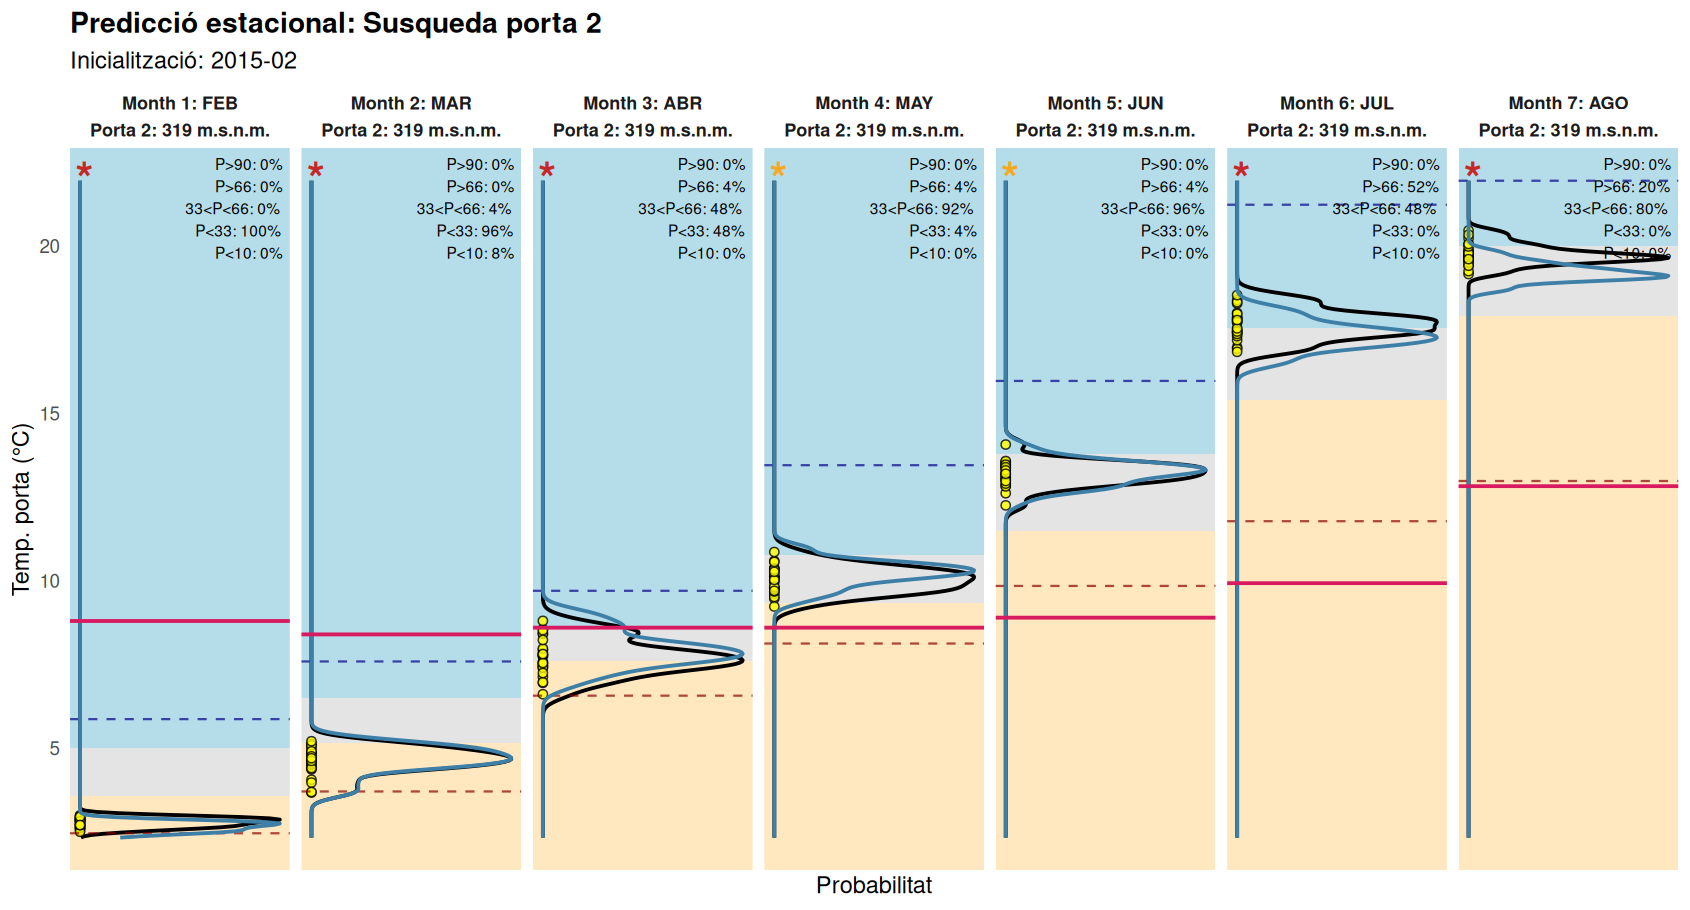 Predicció estacional: Susqueda porta 2
Inicialització: 2015-02
Month 1: FEB
Porta 2: 319 m.s.n.m.
Month 2: MAR
Porta 2: 319 m.s.n.m.
Month 3: ABR
Porta 2: 319 m.s.n.m.
Month 4: MAY
Porta 2: 319 m.s.n.m.
Month 5: JUN
Porta 2: 319 m.s.n.m.
Month 6: JUL
Porta 2: 319 m.s.n.m.
Month 7: AGO
Porta 2: 319 m.s.n.m.
*
P>90: 0%
P>66: 0%
33<P<66: 0%
P<33: 100%
P<10: 0%
*
P>90: 0%
P>66: 0%
33<P<66: 4%
P<33: 96%
P<10: 8%
*
P>90: 0%
P>66: 4%
33<P<66: 48%
P<33: 48%
P<10: 0%
*
P>90: 0%
P>66: 4%
33<P<66: 92%
P<33: 4%
P<10: 0%
*
P>90: 0%
P>66: 4%
33<P<66: 96%
P<33: 0%
P<10: 0%
*
P>90: 0%
P>66: 52%
33<P<66: 48%
P<33: 0%
P<10: 0%
*
P>90: 0%
P>66: 20%
33<P<66: 80%
P<33: 0%
P<10: 0%
20
15
10
5
Temp. porta (°C)
Probabilitat